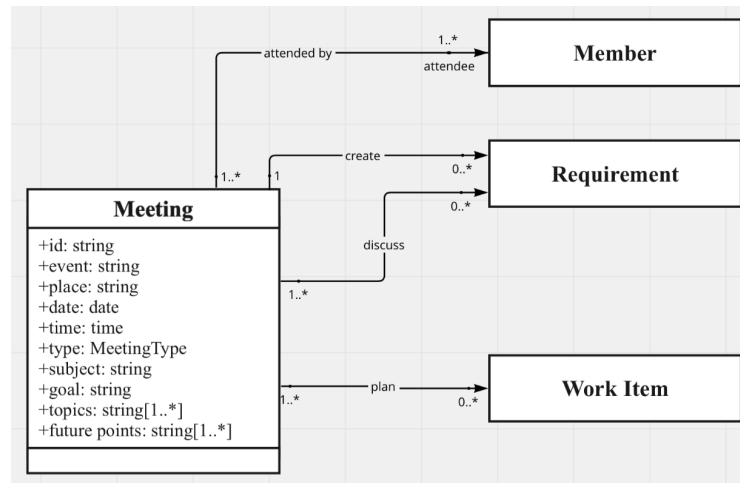 1..*
attended by
attendee
Member
create
1..*
1
0..*
Requirement
0..*
Meeting
discuss
+id: string
+event: string
+place: string
+date: date
+time: time
+type: MeetingType
+subject: string
+goal: string
+topics: string[1..*]
+future points: string[1..*]
1..*
plan
1..*
0..*
Work Item